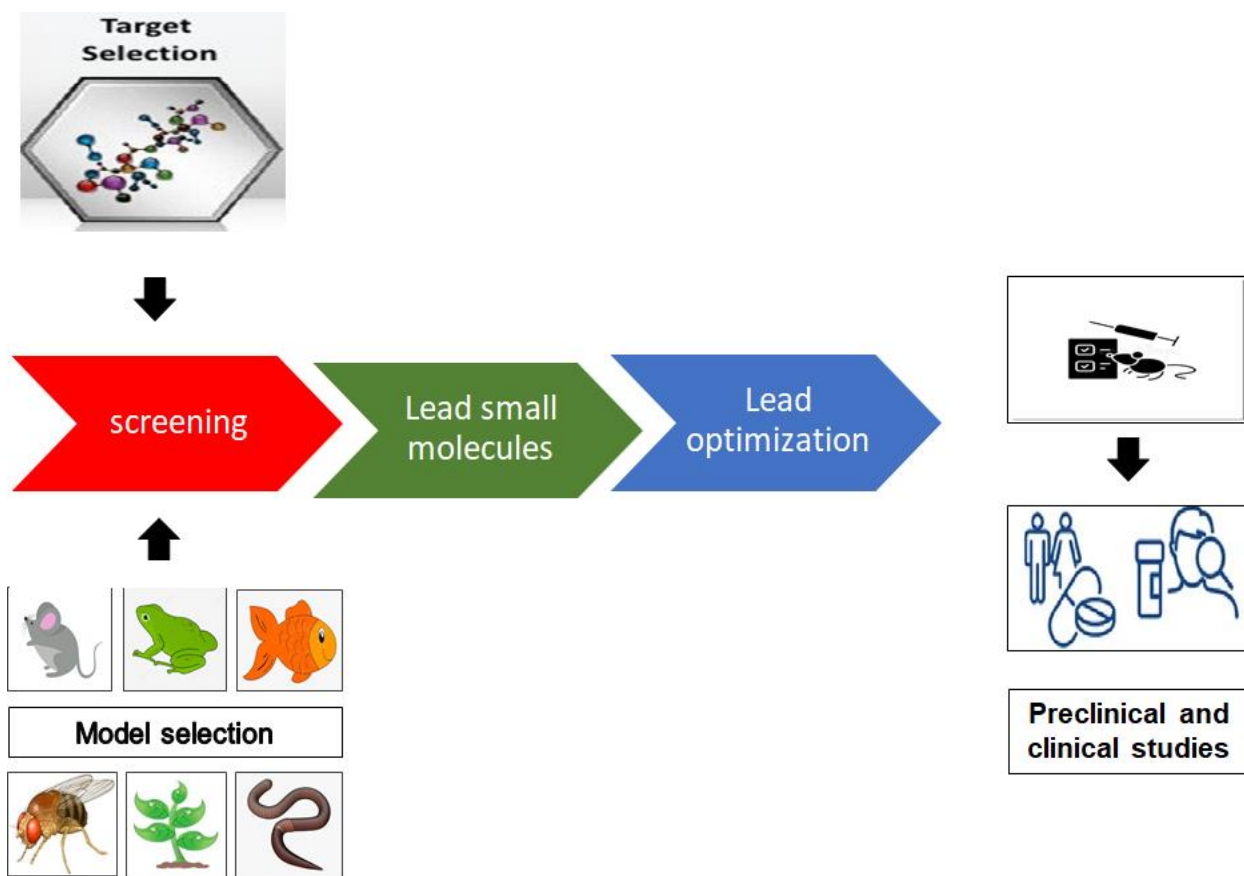 Target
Selection
screening
Lead small
molecules
Lead
optimization
Model selection
Preclinical and
clinical studies